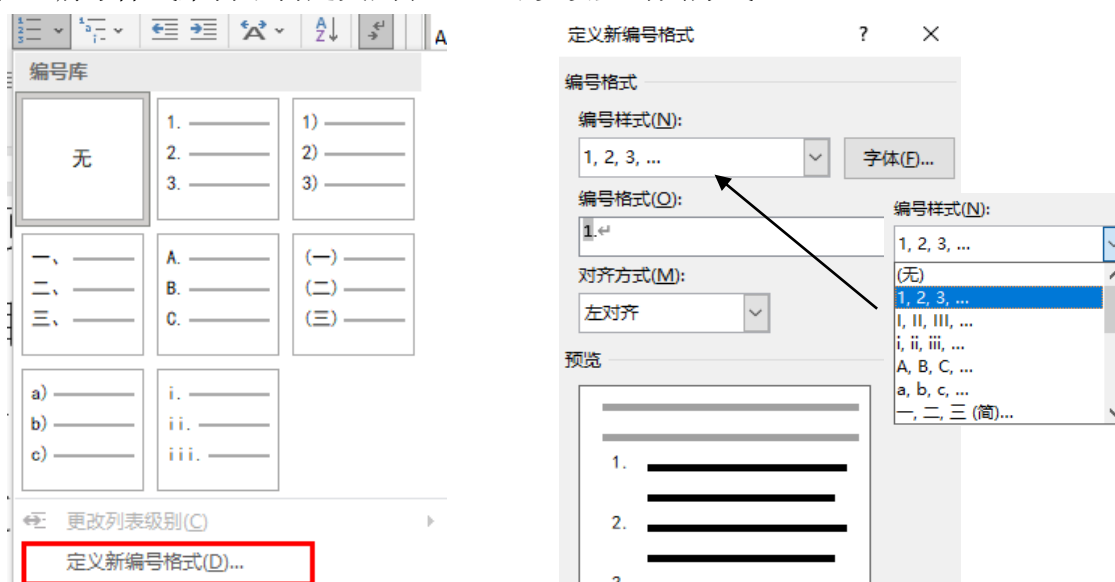 编号库
无
1.
2.
3.
1)
2)
3)
一、
二、
三、
A.
B.
C.
(一)
(二)
(三)
a)
b)
c)
i.
ii.
iii.
更改列表级别(C)
定义新编号格式(D)...
定义新编号格式 ? ×
编号格式
编号样式(N):
1, 2, 3, ...
字体(F)...
编号格式(O):
1.↵
对齐方式(M):
左对齐
预览
1.
2.
编号样式(N):
1, 2, 3, ...
(无)
1, 2, 3, ...
I, II, III, ...
i, ii, iii, ...
A, B, C, ...
a, b, c, ...
一, 二, 三 (简)...